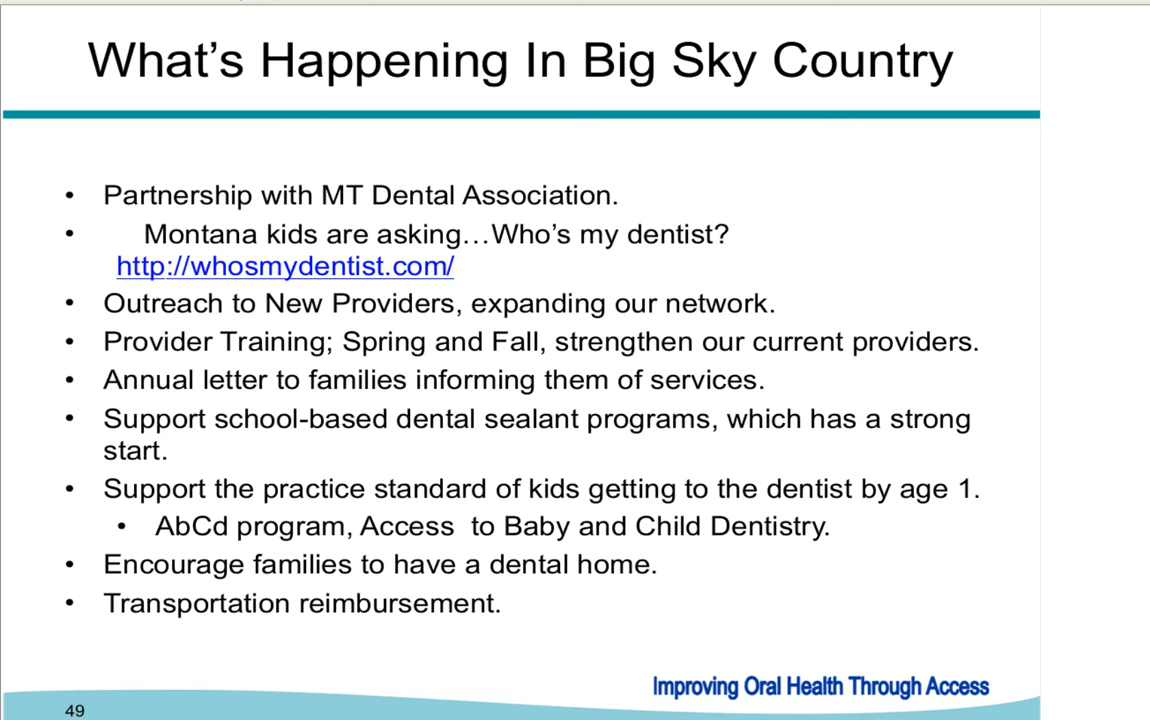 What's Happening In Big Sky Country
• Partnership with MT Dental Association.
• Montana kids are asking…Who's my dentist?
http://whosmydentist.com/
• Outreach to New Providers, expanding our network.
• Provider Training; Spring and Fall, strengthen our current providers.
• Annual letter to families informing them of services.
• Support school-based dental sealant programs, which has a strong
start.
• Support the practice standard of kids getting to the dentist by age 1.
• AbCd program, Access to Baby and Child Dentistry.
• Encourage families to have a dental home.
• Transportation reimbursement.
Improving Oral Health Through Access
49